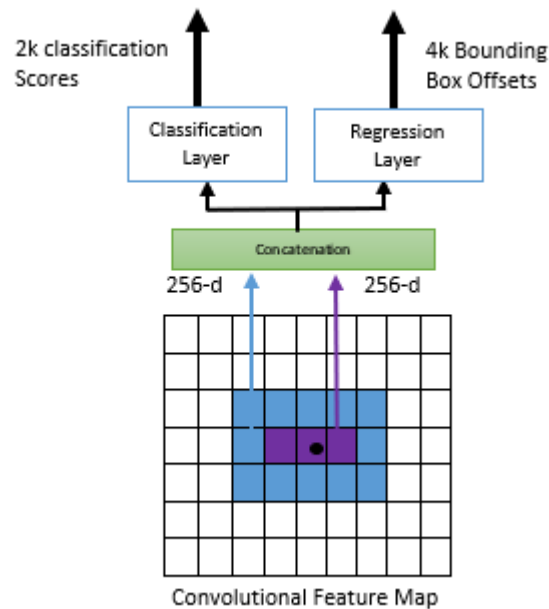 2k classification
Scores
4k Bounding
Box Offsets
Classification
Layer
Regression
Layer
Concatenation
256-d
256-d
Convolutional Feature Map